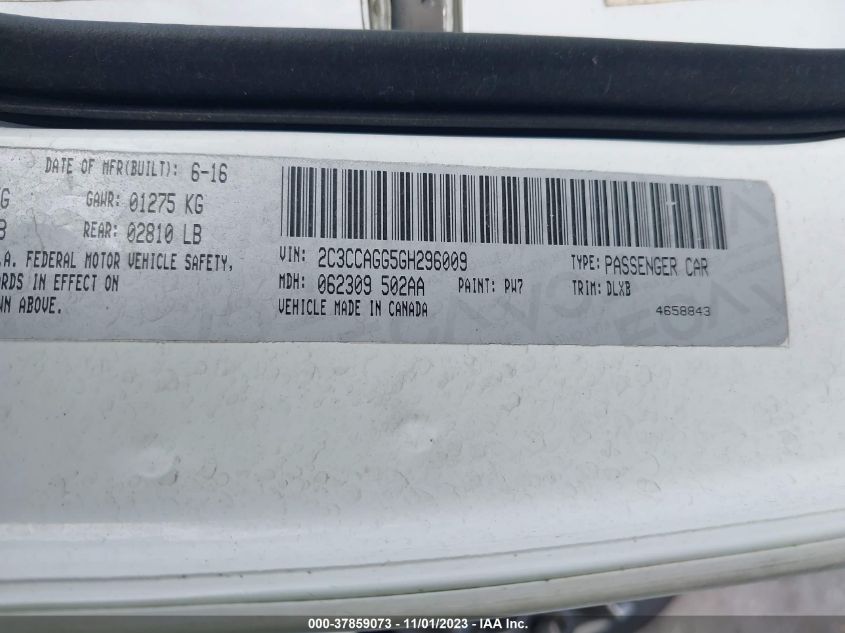 DATE OF MFR(BUILT): 6-16
G GAWR: 01275 KG
B REAR: 02810 LB
.A. FEDERAL MOTOR VEHICLE SAFETY,
RDS IN EFFECT ON
WN ABOVE.
VIN: 2C3CCAGG5GH296009 TYPE: PASSENGER CAR
MDH: 062309 502AA PAINT: PW7 TRIM: DLXB
VEHICLE MADE IN CANADA 4658843
000-37859073 - 11/01/2023 - IAA Inc.